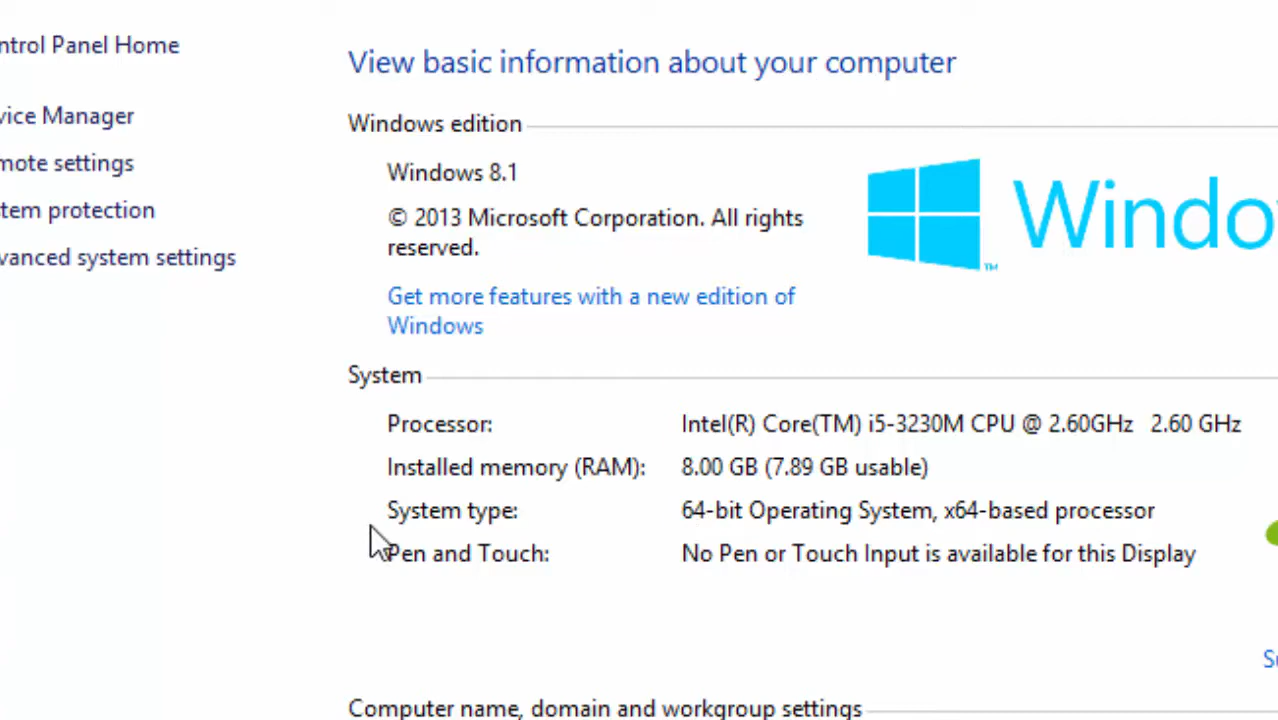 ntrol Panel Home
vice Manager
mote settings
tem protection
vanced system settings
View basic information about your computer
Windows edition
Windows 8.1
© 2013 Microsoft Corporation. All rights
reserved.
Get more features with a new edition of
Windows
Windo
™
System
Processor: Intel(R) Core(TM) i5-3230M CPU @ 2.60GHz 2.60 GHz
Installed memory (RAM): 8.00 GB (7.89 GB usable)
System type: 64-bit Operating System, x64-based processor
Pen and Touch: No Pen or Touch Input is available for this Display
Computer name, domain and workgroup settings